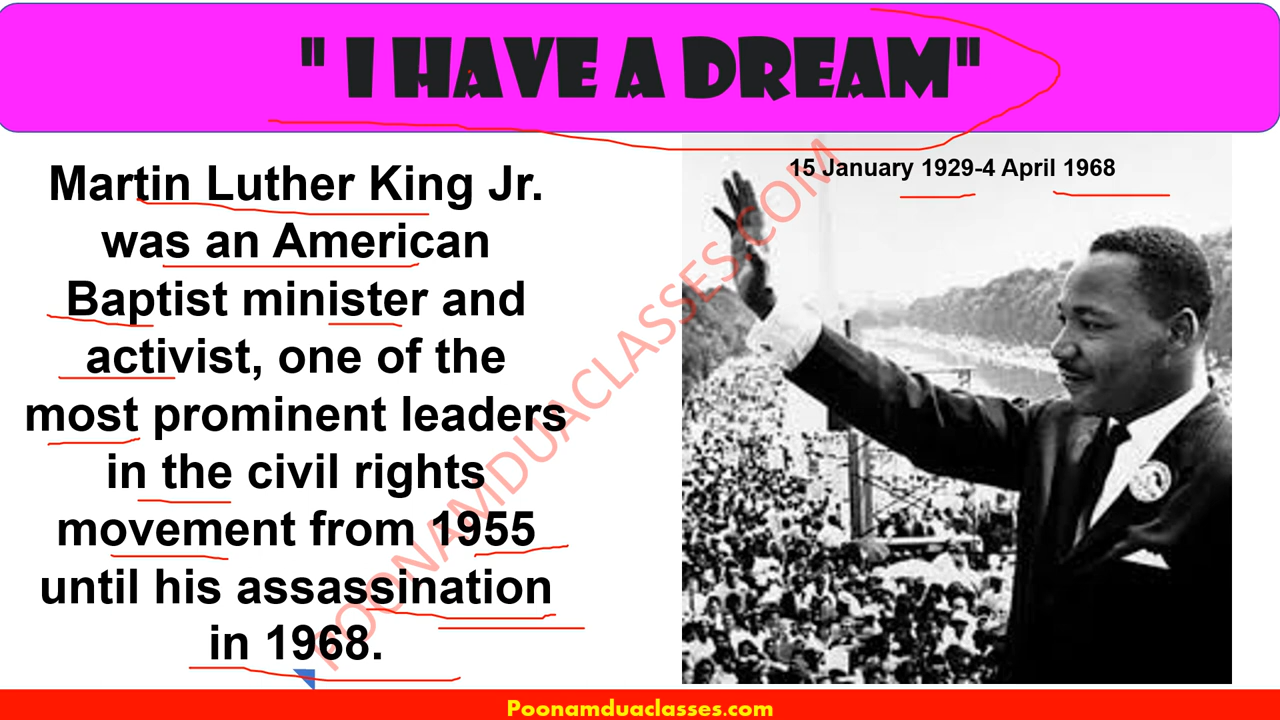 " I HAVE A DREAM"
15 January 1929-4 April 1968
Martin Luther King Jr.
was an American
Baptist minister and
activist, one of the
most prominent leaders
in the civil rights
movement from 1955
until his assassination
in 1968.
POONAMDUACLASSES.COM
Poonamduaclasses.com